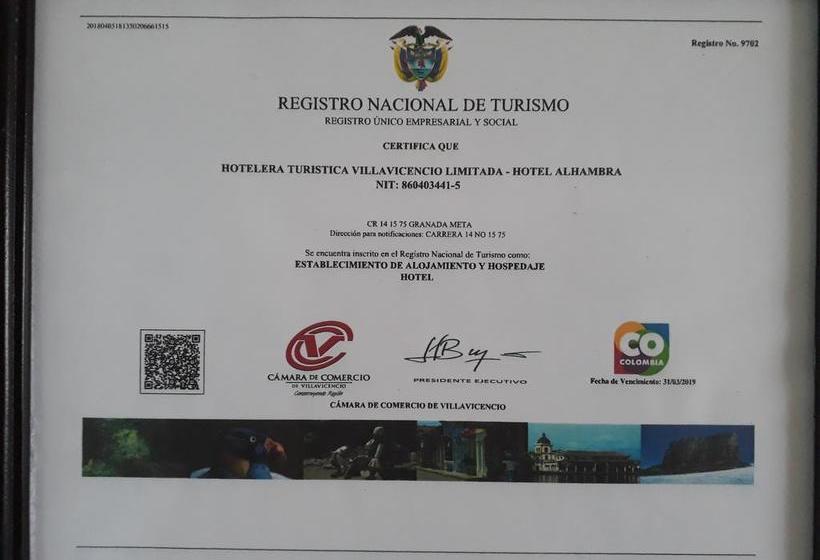 20180405181350206661515
Registro No. 9702
REGISTRO NACIONAL DE TURISMO
REGISTRO ÚNICO EMPRESARIAL Y SOCIAL
CERTIFICA QUE
HOTELERA TURISTICA VILLAVICENCIO LIMITADA - HOTEL ALHAMBRA
NIT: 860403441-5
CR 14 15 75 GRANADA META
Dirección para notificaciones: CARRERA 14 NO 15 75
Se encuentra inscrito en el Registro Nacional de Turismo como:
ESTABLECIMIENTO DE ALOJAMIENTO Y HOSPEDAJE
HOTEL
CÁMARA DE COMERCIO
DE VILLAVICENCIO
Construyendo Región
PRESIDENTE EJECUTIVO
CO
COLOMBIA
Fecha de Vencimiento: 31/03/2019
CÁMARA DE COMERCIO DE VILLAVICENCIO